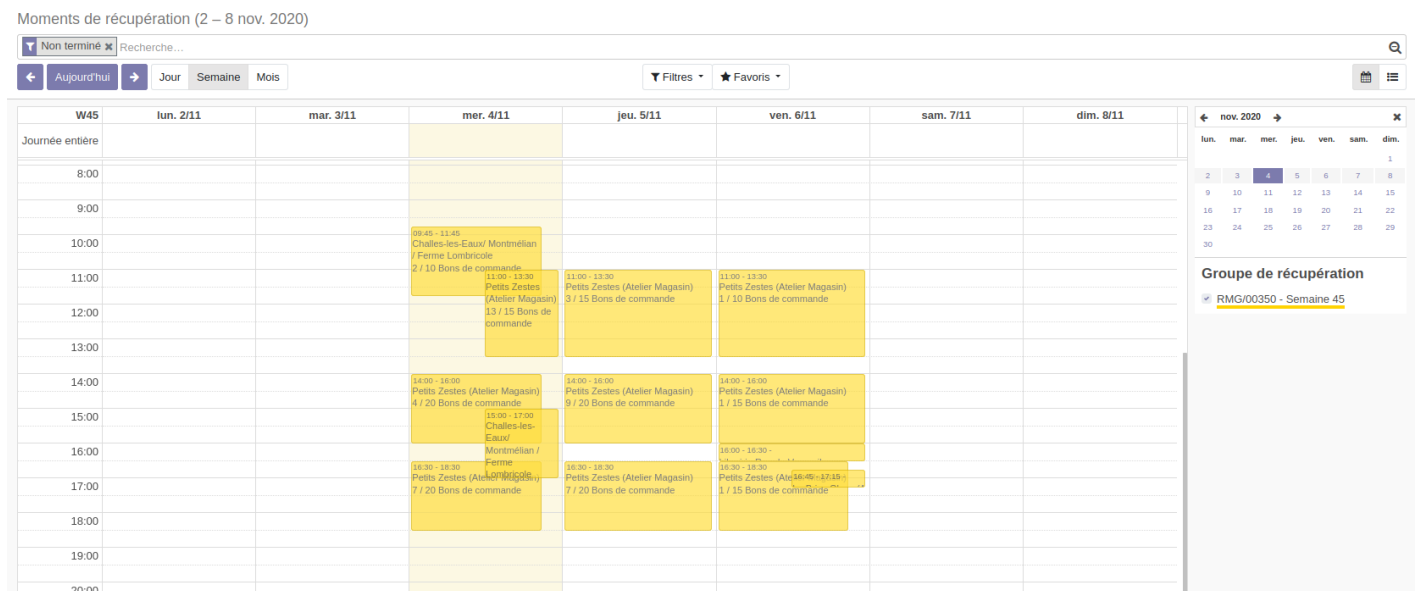 Moments de récupération (2 – 8 nov. 2020)
Non terminé
Recherche…
Aujourd'hui
Jour Semaine Mois
Filtres Favoris
W45 lun. 2/11 mar. 3/11 mer. 4/11 jeu. 5/11 ven. 6/11 sam. 7/11 dim. 8/11
Journée entière
8:00
9:00
10:00
11:00
12:00
13:00
14:00
15:00
16:00
17:00
18:00
19:00
20:00
09:45 - 11:45
Challes-les-Eaux/ Montmélian
/ Ferme Lombricole
2 / 10 Bons de commande
11:00 - 13:30
Petits Zestes
(Atelier Magasin)
13 / 15 Bons de
commande
14:00 - 16:00
Petits Zestes (Atelier Magasin)
4 / 20 Bons de commande
15:00 - 17:00
Challes-les-
Eaux/
Montmélian /
Ferme
Lombricole
16:30 - 18:30
Petits Zestes (Atelier Magasin)
7 / 20 Bons de commande
11:00 - 13:30
Petits Zestes (Atelier Magasin)
3 / 15 Bons de commande
14:00 - 16:00
Petits Zestes (Atelier Magasin)
9 / 20 Bons de commande
16:30 - 18:30
Petits Zestes (Atelier Magasin)
7 / 20 Bons de commande
11:00 - 13:30
Petits Zestes (Atelier Magasin)
1 / 10 Bons de commande
14:00 - 16:00
Petits Zestes (Atelier Magasin)
1 / 15 Bons de commande
16:00 - 16:30 -
16:30 - 18:30
Petits Zestes
1 / 15 Bons de commande
16:45 - 17:15
nov. 2020
lun. mar. mer. jeu. ven. sam. dim.
1
2 3 4 5 6 7 8
9 10 11 12 13 14 15
16 17 18 19 20 21 22
23 24 25 26 27 28 29
30
Groupe de récupération
RMG/00350 - Semaine 45